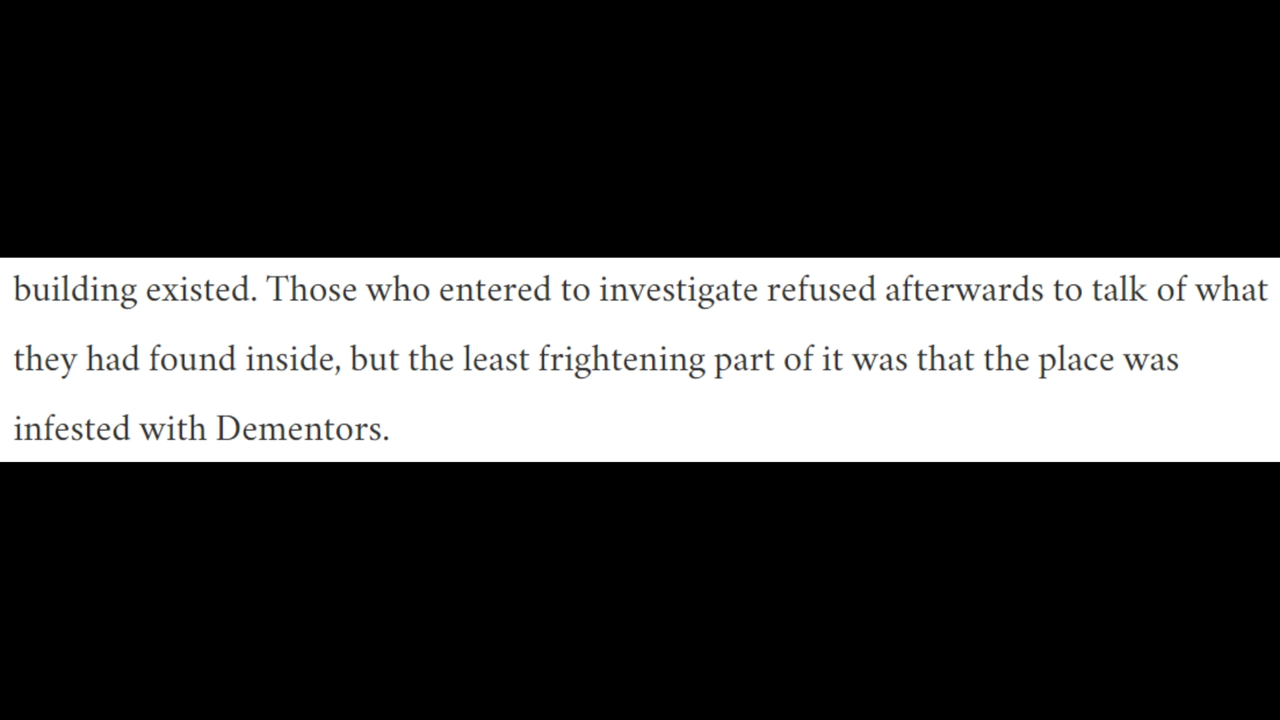 building existed. Those who entered to investigate refused afterwards to talk of what
they had found inside, but the least frightening part of it was that the place was
infested with Dementors.